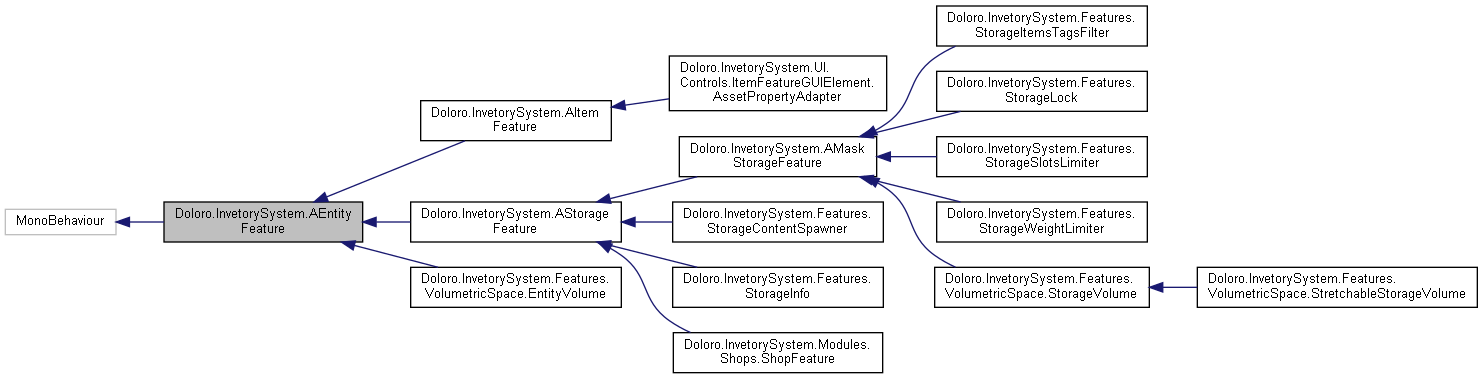 MonoBehaviour
Doloro.InvetorySystem.AEntity
Feature
Doloro.InvetorySystem.AItem
Feature
Doloro.InvetorySystem.UI.
Controls.ItemFeatureGUIElement.
AssetPropertyAdapter
Doloro.InvetorySystem.AStorage
Feature
Doloro.InvetorySystem.AMask
StorageFeature
Doloro.InvetorySystem.Features.
StorageItemsTagsFilter
Doloro.InvetorySystem.Features.
StorageLock
Doloro.InvetorySystem.Features.
StorageSlotsLimiter
Doloro.InvetorySystem.Features.
StorageWeightLimiter
Doloro.InvetorySystem.Features.
VolumetricSpace.StorageVolume
Doloro.InvetorySystem.Features.
VolumetricSpace.StretchableStorageVolume
Doloro.InvetorySystem.Features.
StorageContentSpawner
Doloro.InvetorySystem.Features.
StorageInfo
Doloro.InvetorySystem.Modules.
Shops.ShopFeature
Doloro.InvetorySystem.Features.
VolumetricSpace.EntityVolume